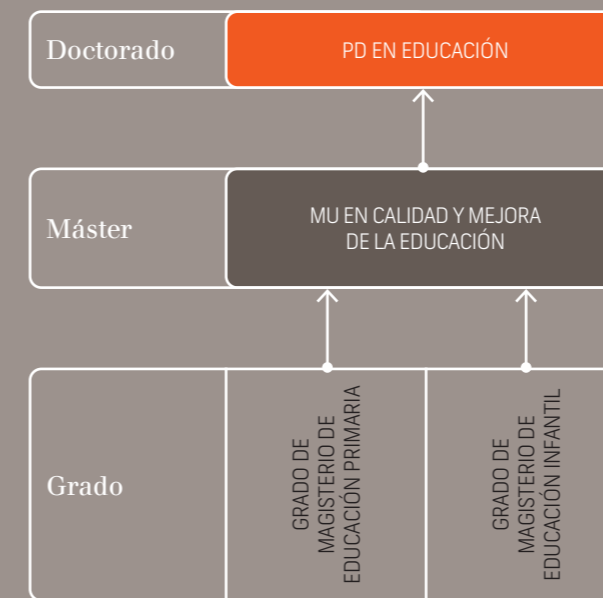 Doctorado
PD EN EDUCACIÓN
Máster
MU EN CALIDAD Y MEJORA
DE LA EDUCACIÓN
Grado
GRADO DE
MAGISTERIO DE
EDUCACIÓN PRIMARIA
GRADO DE
MAGISTERIO DE
EDUCACIÓN INFANTIL